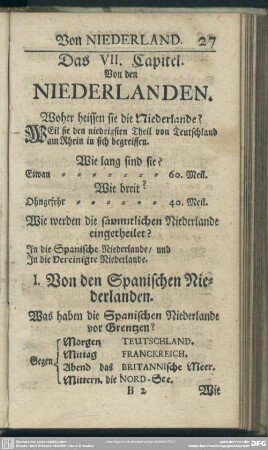 Von NIEDERLAND. 27
Das VII. Capitel.
Von den
NIEDERLANDEN.
Woher heissen sie die Niederlande?
WEil sie den niedrigsten Theil von Teutschland
am Rhein in sich begreiffen.
Wie lang sind sie?
Etwan - - - - - - 60. Meil.
Wie breit?
Ohngefehr - - - - - - 40. Meil.
Wie werden die sämmtlichen Niederlande
eingetheilet?
In die Spanische Niederlande/ und
In die Vereinigte Niederlande.
I. Von den Spanischen Nie-
derlanden.
Was haben die Spanischen Niederlande
vor Grentzen?
Gegen
Morgen TEUTSCHLAND.
Mittag FRANCKREICH.
Abend das BRITANNische Meer.
Mittern. die NORD-See.
B 2 Wie